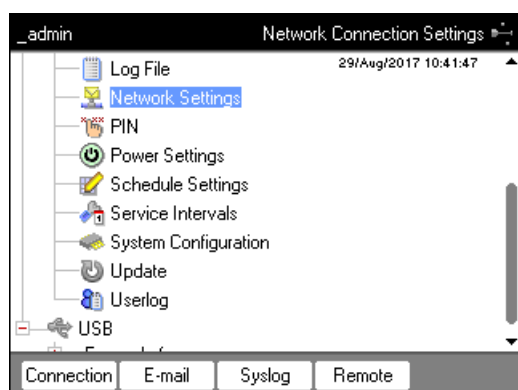 _admin
Network Connection Settings
29/Aug/2017 10:41:47
Log File
Network Settings
PIN
Power Settings
Schedule Settings
Service Intervals
System Configuration
Update
Userlog
USB
Connection
E-mail
Syslog
Remote